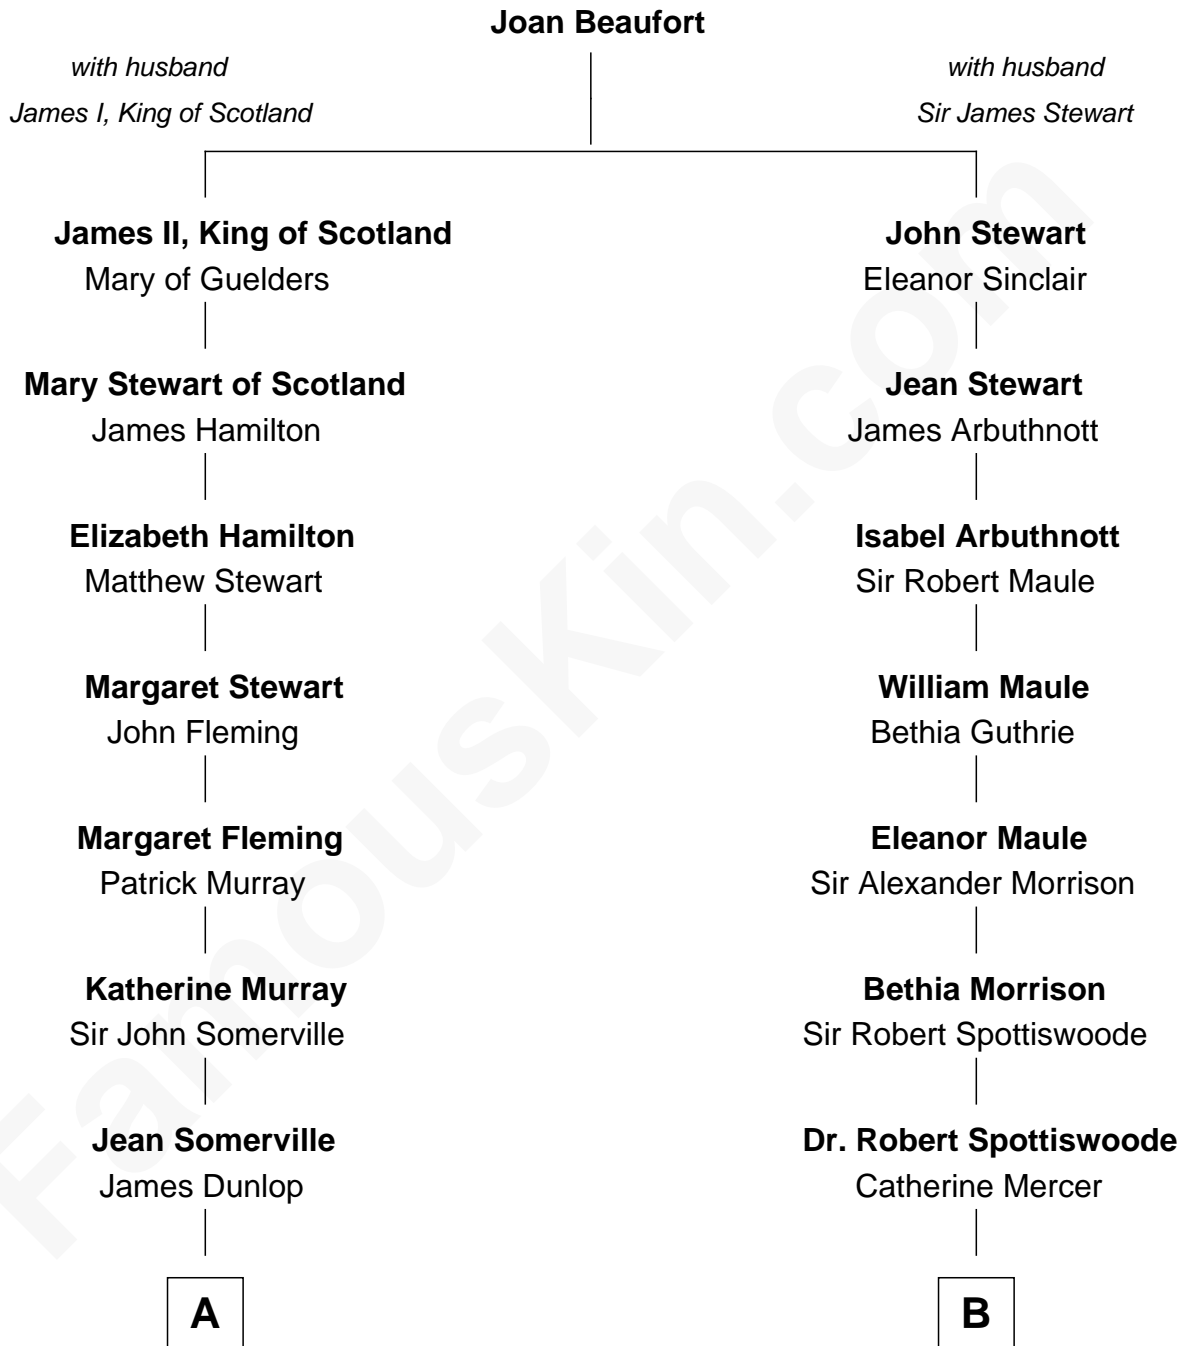 Joan Beaufort
with husband
James I, King of Scotland
with husband
Sir James Stewart
James II, King of Scotland
Mary of Guelders
John Stewart
Eleanor Sinclair
Mary Stewart of Scotland
James Hamilton
Jean Stewart
James Arbuthnott
Elizabeth Hamilton
Matthew Stewart
Isabel Arbuthnott
Sir Robert Maule
Margaret Stewart
John Fleming
William Maule
Bethia Guthrie
Margaret Fleming
Patrick Murray
Eleanor Maule
Sir Alexander Morrison
Katherine Murray
Sir John Somerville
Bethia Morrison
Sir Robert Spottiswoode
Jean Somerville
James Dunlop
Dr. Robert Spottiswoode
Catherine Mercer
A
B
FamousKin.com